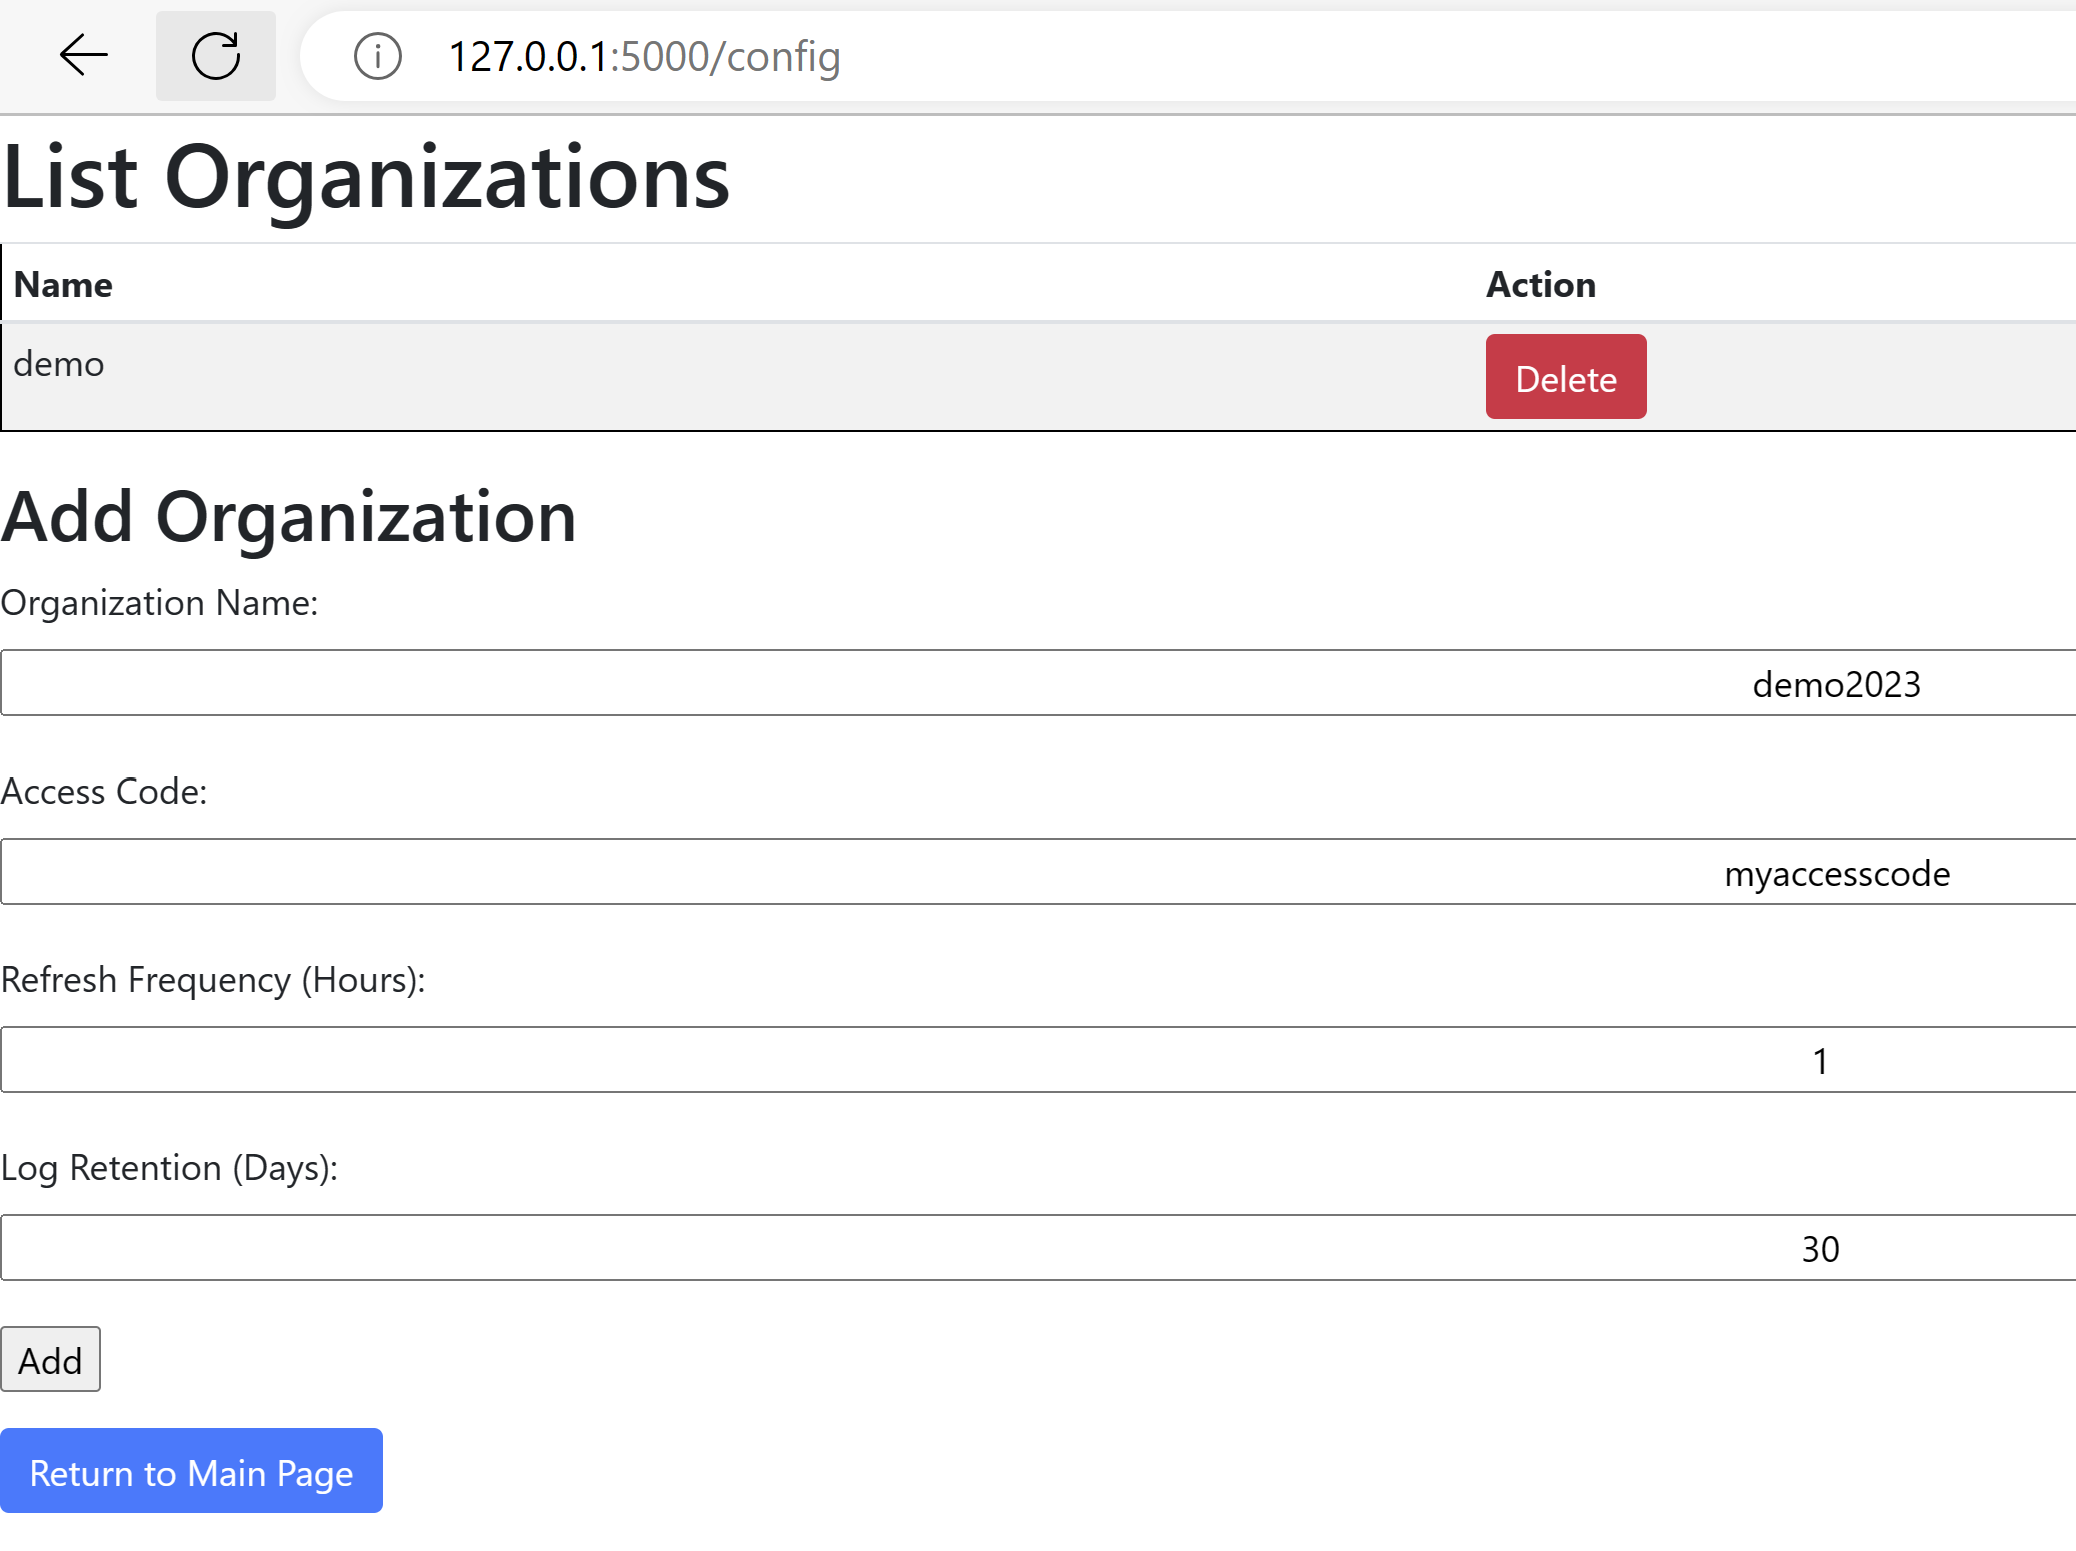 127.0.0.1:5000/config
List Organizations
Name Action
demo Delete
Add Organization
Organization Name:
demo2023
Access Code:
myaccesscode
Refresh Frequency (Hours):
1
Log Retention (Days):
30
Add
Return to Main Page